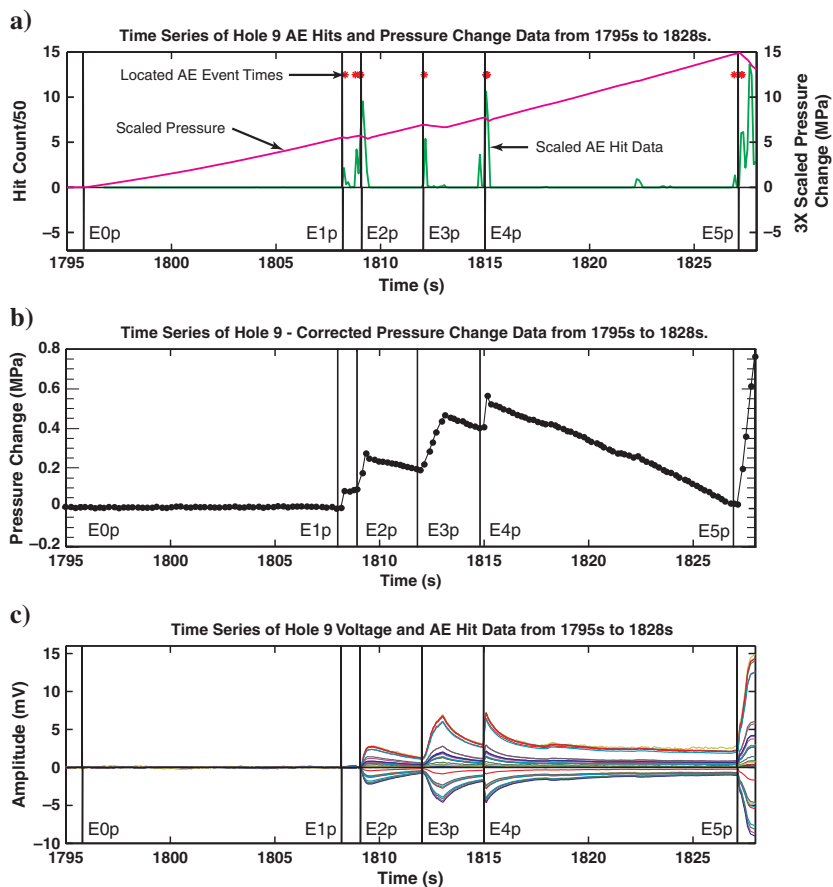 a)
Time Series of Hole 9 AE Hits and Pressure Change Data from 1795s to 1828s.
15
10
5
0
−5
Hit Count/50
15
10
5
0
−5
3X Scaled Pressure
Change (MPa)
Located AE Event Times
Scaled Pressure
Scaled AE Hit Data
E0p
E1p
E2p
E3p
E4p
E5p
1795
1800
1805
1810
1815
1820
1825
Time (s)
b)
Time Series of Hole 9 - Corrected Pressure Change Data from 1795s to 1828s.
0.8
0.6
0.4
0.2
0
−0.2
Pressure Change (MPa)
E0p
E1p
E2p
E3p
E4p
E5p
1795
1800
1805
1810
1815
1820
1825
Time (s)
c)
Time Series of Hole 9 Voltage and AE Hit Data from 1795s to 1828s
15
10
5
0
−5
−10
Amplitude (mV)
E0p
E1p
E2p
E3p
E4p
E5p
1795
1800
1805
1810
1815
1820
1825
Time (s)